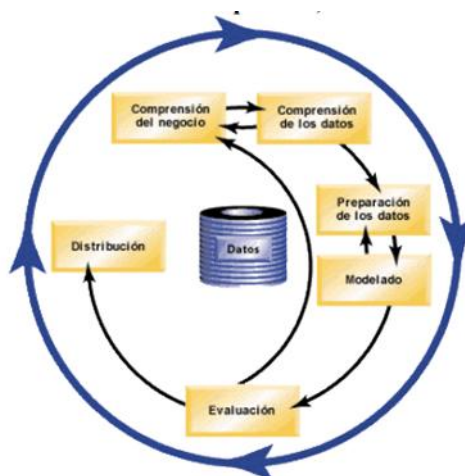 Comprensión
del negocio
Comprensión
de los datos
Preparación
de los datos
Modelado
Datos
Distribución
Evaluación